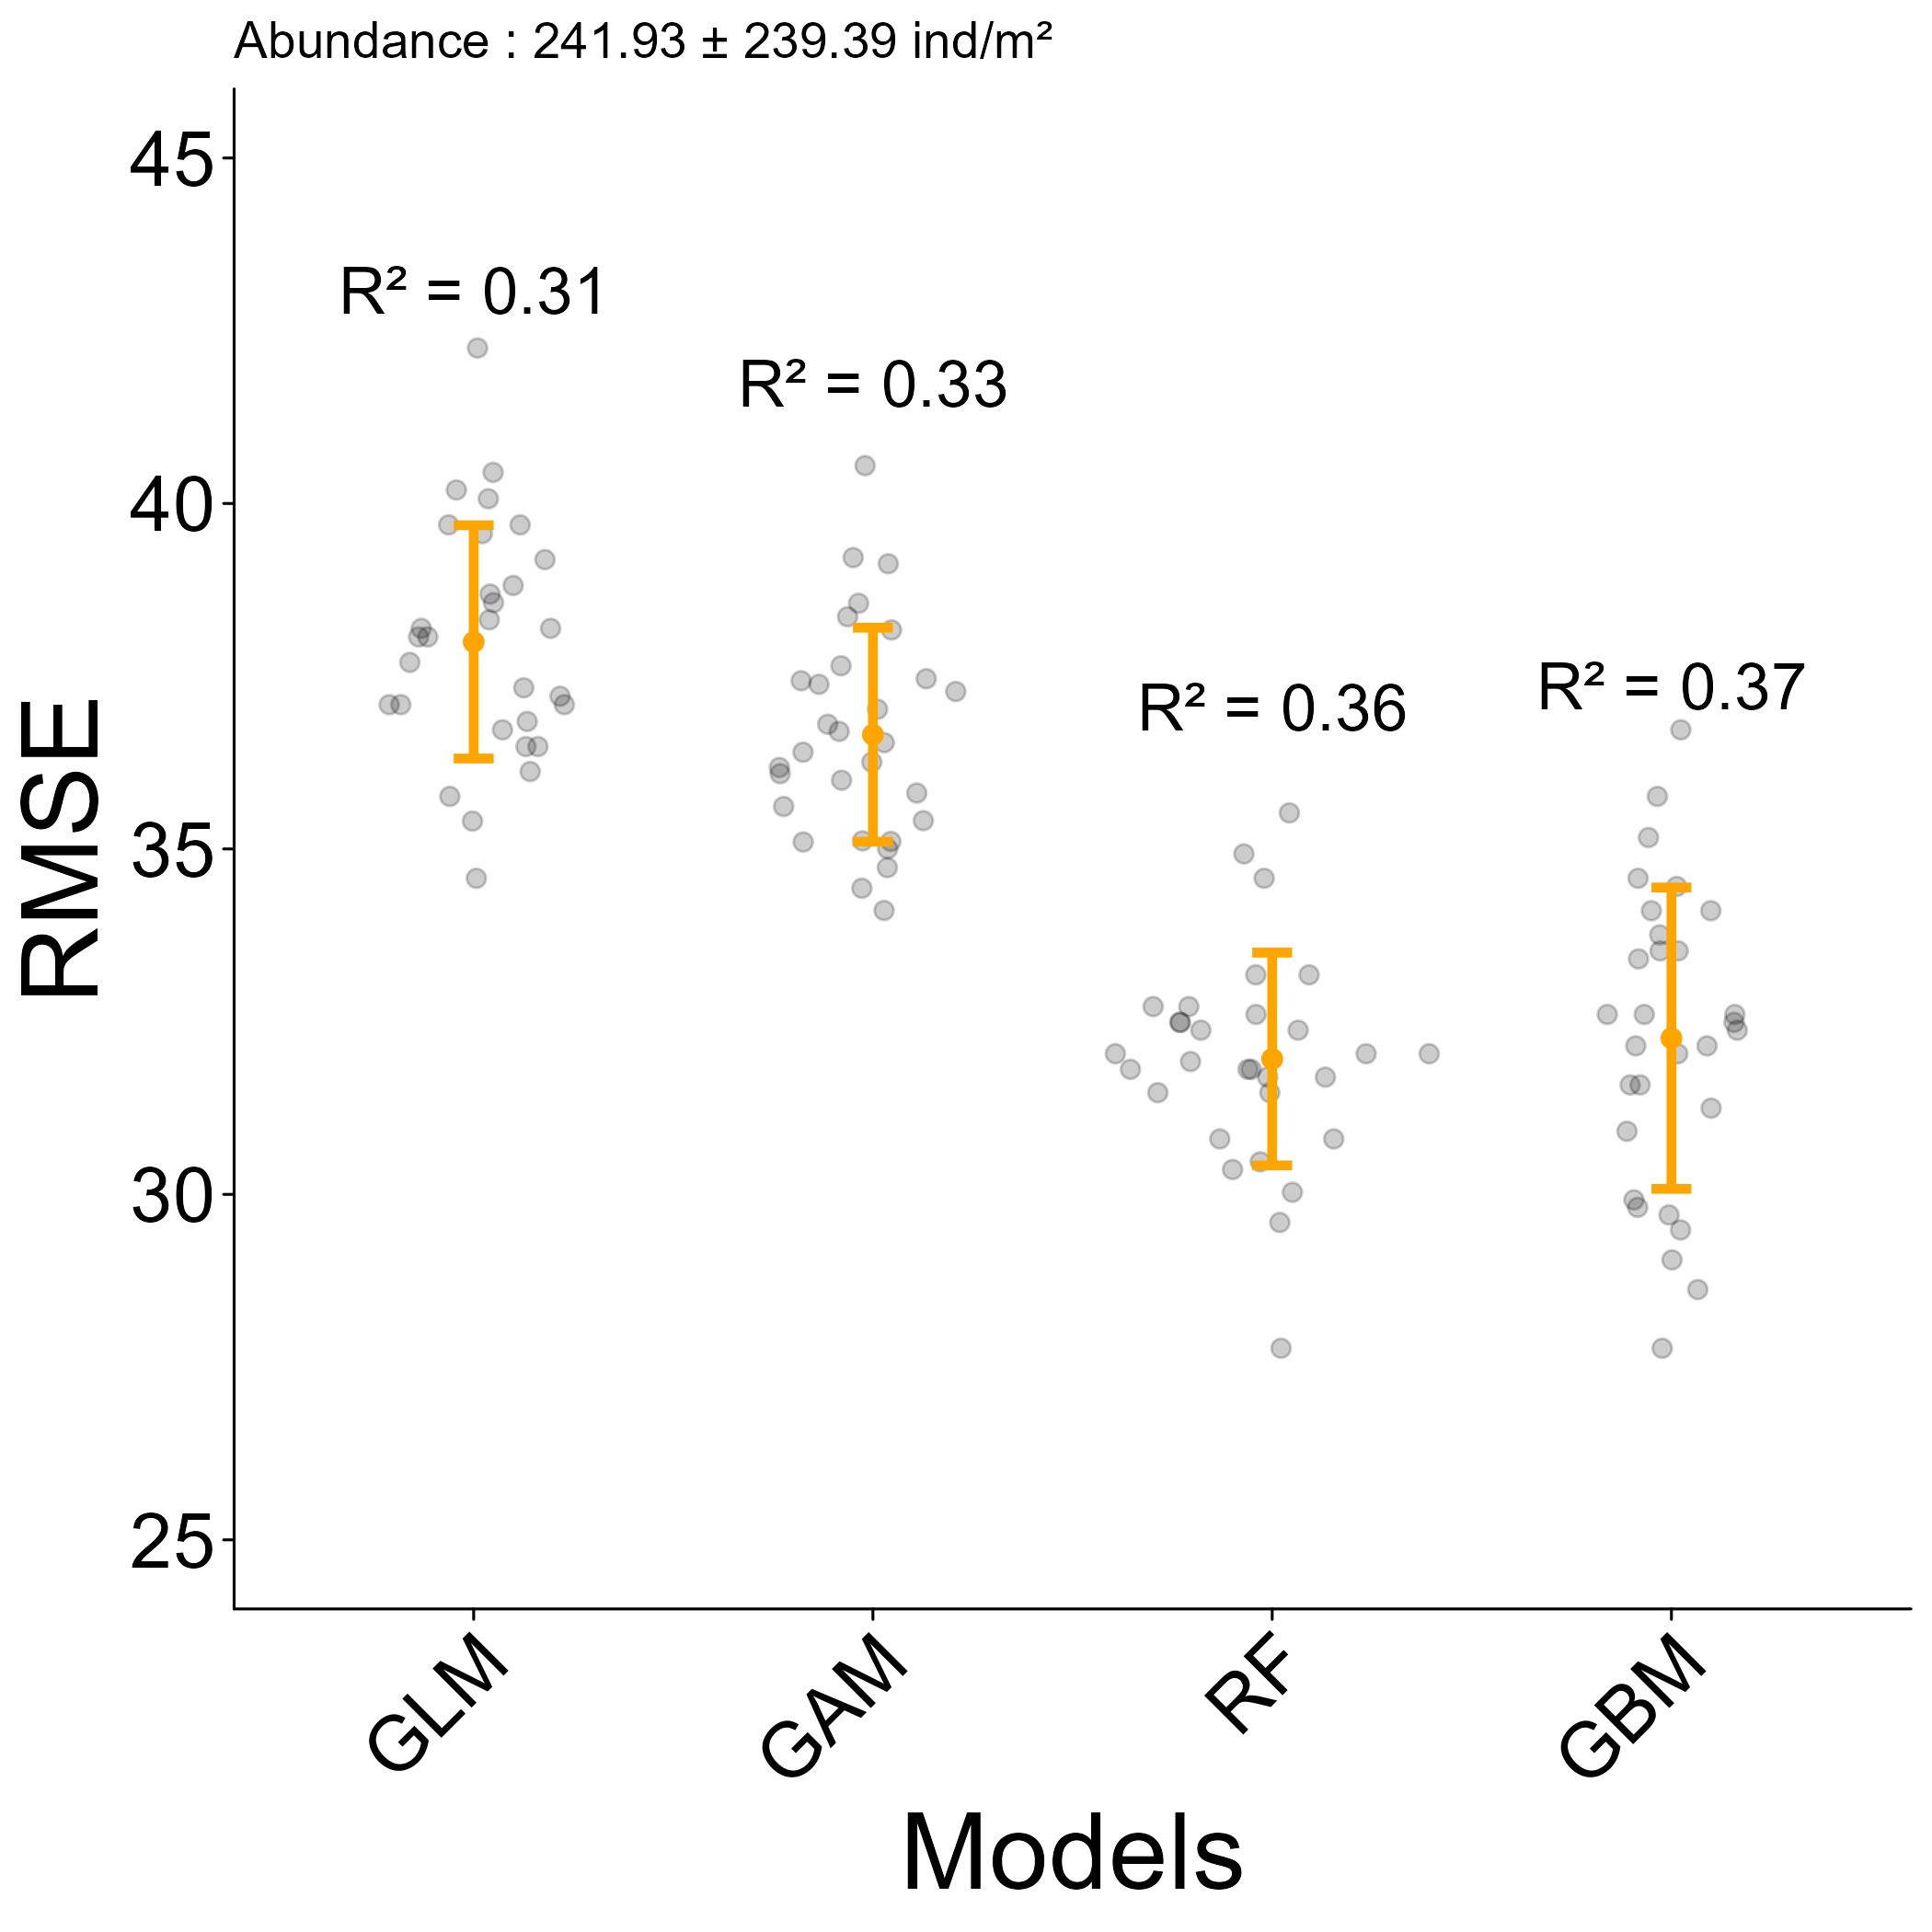 Abundance : 241.93 ± 239.39 ind/m²
45
40
35
30
25
RMSE
R² = 0.31
R² = 0.33
R² = 0.36
R² = 0.37
GLM
GAM
RF
GBM
Models